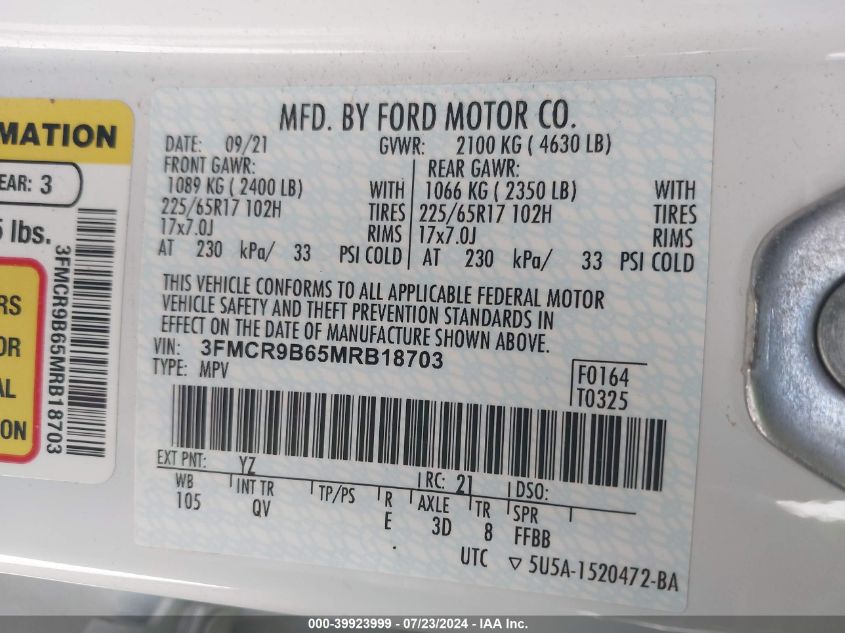 MFD. BY FORD MOTOR CO.
DATE: 09/21 GVWR: 2100 KG ( 4630 LB)
FRONT GAWR: REAR GAWR:
1089 KG ( 2400 LB) WITH 1066 KG ( 2350 LB) WITH
225/65R17 102H TIRES 225/65R17 102H TIRES
17x7.0J RIMS 17x7.0J RIMS
AT 230 kPa/ 33 PSI COLD AT 230 kPa/ 33 PSI COLD
THIS VEHICLE CONFORMS TO ALL APPLICABLE FEDERAL MOTOR
VEHICLE SAFETY AND THEFT PREVENTION STANDARDS IN
EFFECT ON THE DATE OF MANUFACTURE SHOWN ABOVE.
VIN: 3FMCR9B65MRB18703
TYPE: MPV
F0164
T0325
EXT PNT: YZ RC: 21 DSO:
WB INT TR TP/PS R AXLE TR SPR
105 QV E 3D 8 FFBB
UTC ▽ 5U5A-1520472-BA
MATION
EAR: 3
5 lbs.
3FMCR9B65MRB18703
RS
OR
AL
ON
000-39923999 / 07/23/2024 - IAA Inc.